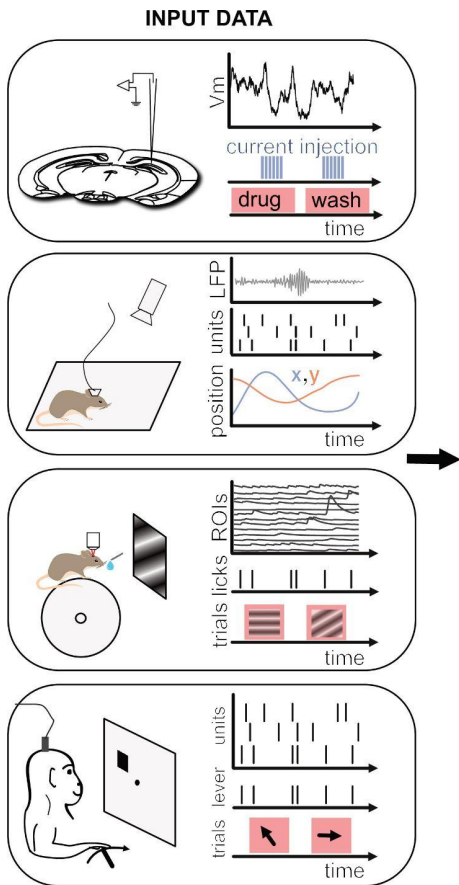 INPUT DATA
Vm
current injection
drug wash
time
LFP
units
position
x,y
time
ROIs
licks
trials
time
units
lever
trials
time